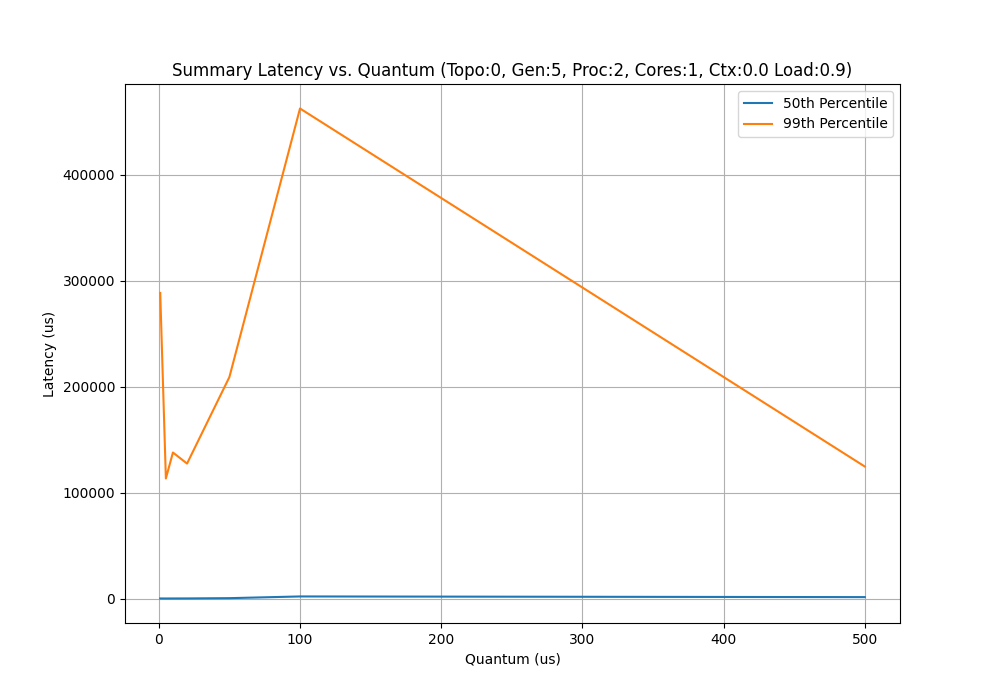 Summary Latency vs. Quantum (Topo:0, Gen:5, Proc:2, Cores:1, Ctx:0.0 Load:0.9)
50th Percentile
99th Percentile
400000
300000
200000
100000
0
Latency (us)
0 100 200 300 400 500
Quantum (us)